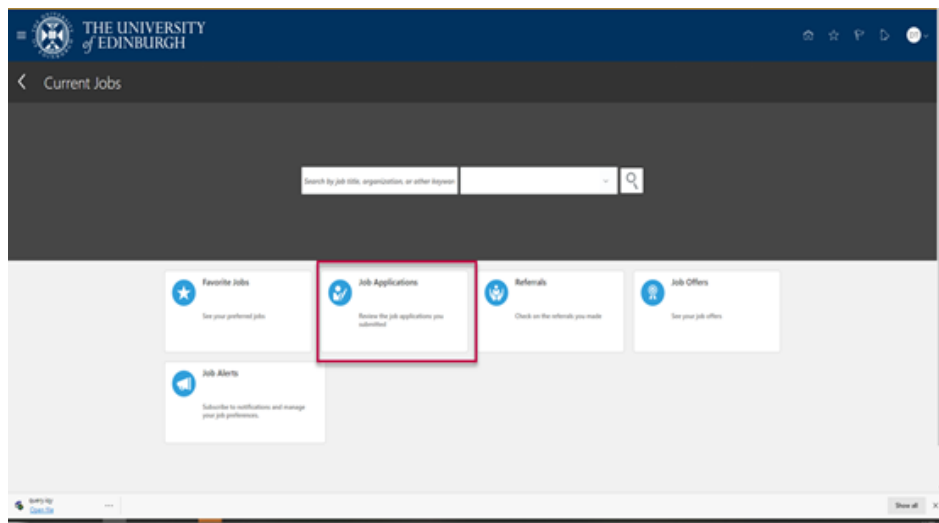 THE UNIVERSITY
of EDINBURGH
DT
Current Jobs
Search by job title, organization, or other keywor
Favorite Jobs
See your preferred jobs
Job Applications
Review the job applications you
submitted
Referrals
Check on the referrals you made
Job Offers
See your job offers
Job Alerts
Subscribe to notifications and manage
your job preferences.
Open file
...
Show all